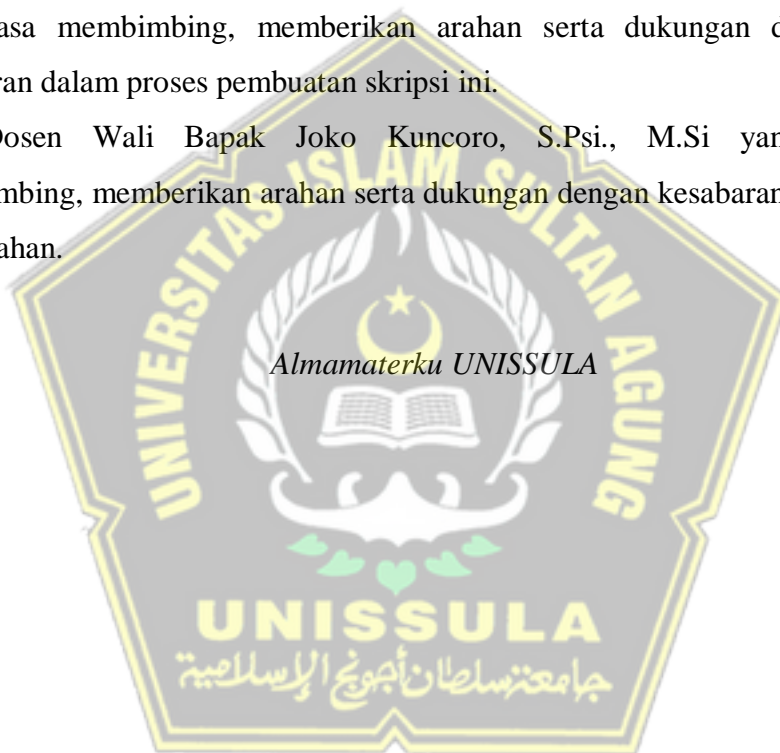 asa membimbing, memberikan arahan serta dukungan d
ran dalam proses pembuatan skripsi ini.
Dosen Wali Bapak Joko Kuncoro, S.Psi., M.Si yan
mbing, memberikan arahan serta dukungan dengan kesabaran
ahan.
UNIVERSITAS ISLAM SULTAN AGUNG
Almamaterku UNISSULA
UNISSULA
جامعة سلطان أجونج الإسلامية